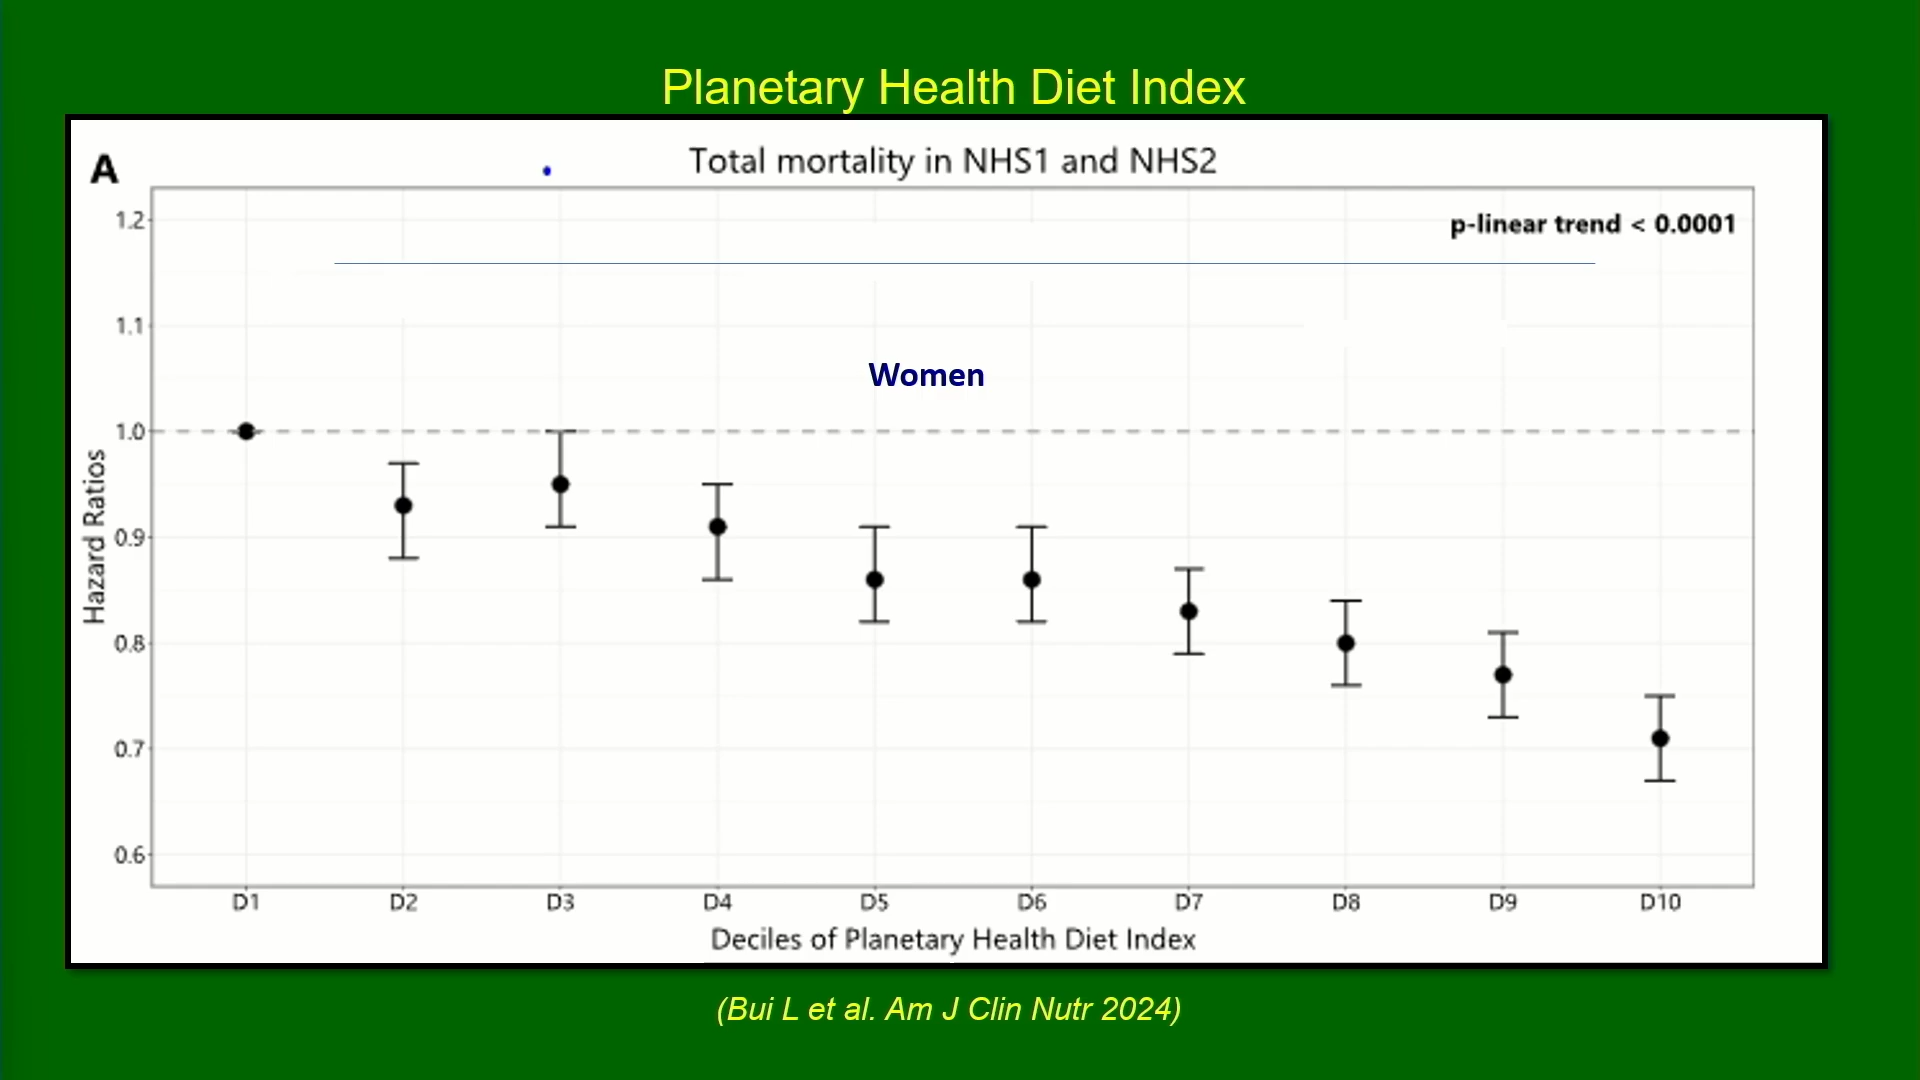 Planetary Health Diet Index
A
Total mortality in NHS1 and NHS2
p-linear trend < 0.0001
1.2
1.1
Women
1.0
0.9
0.8
0.7
0.6
Hazard Ratios
D1 D2 D3 D4 D5 D6 D7 D8 D9 D10
Deciles of Planetary Health Diet Index
(Bui L et al. Am J Clin Nutr 2024)